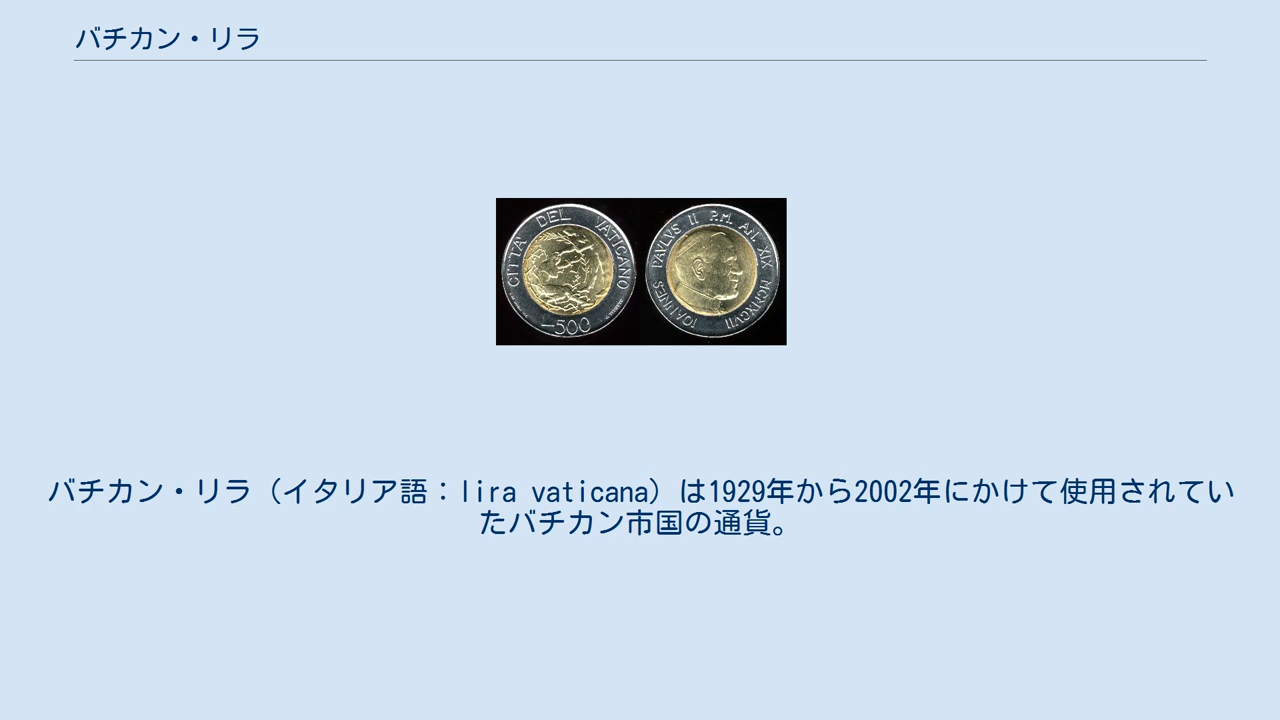 バチカン・リラ
CITTA' DEL VATICANO
500
IOANNES PAVLVS II P.M. AN. XIX MCMXCVII
バチカン・リラ（イタリア語：lira vaticana）は1929年から2002年にかけて使用されてい
たバチカン市国の通貨。